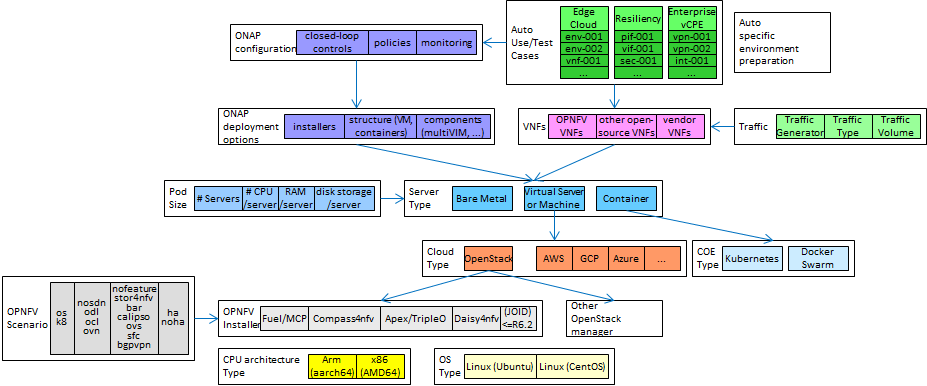 ONAP
configuration
closed-loop
controls
policies
monitoring
Auto
Use/Test
Cases
Edge
Cloud
env-001
env-002
vnf-001
...
Resiliency
pif-001
vif-001
sec-001
...
Enterprise
vCPE
vpn-001
vpn-002
int-001
...
Auto
specific
environment
preparation
ONAP
deployment
options
installers
structure (VM,
containers)
components
(multiVIM, ...)
VNFs
OPNFV
VNFs
other open-
source VNFs
vendor
VNFs
Traffic
Traffic
Generator
Traffic
Type
Traffic
Volume
Pod
Size
# Servers
# CPU
/server
RAM
/server
disk storage
/server
Server
Type
Bare Metal
Virtual Server
or Machine
Container
Cloud
Type
OpenStack
AWS
GCP
Azure
...
COE
Type
Kubernetes
Docker
Swarm
OPNFV
Scenario
os
k8
nosdn
odl
ocl
ovn
nofeature
stor4nfv
bar
calipso
ovs
sfc
bgpvpn
ha
noha
OPNFV
Installer
Fuel/MCP
Compass4nfv
Apex/TripleO
Daisy4nfv
(JOID)
<=R6.2
Other
OpenStack
manager
CPU architecture
Type
Arm
(aarch64)
x86
(AMD64)
OS
Type
Linux (Ubuntu)
Linux (CentOS)